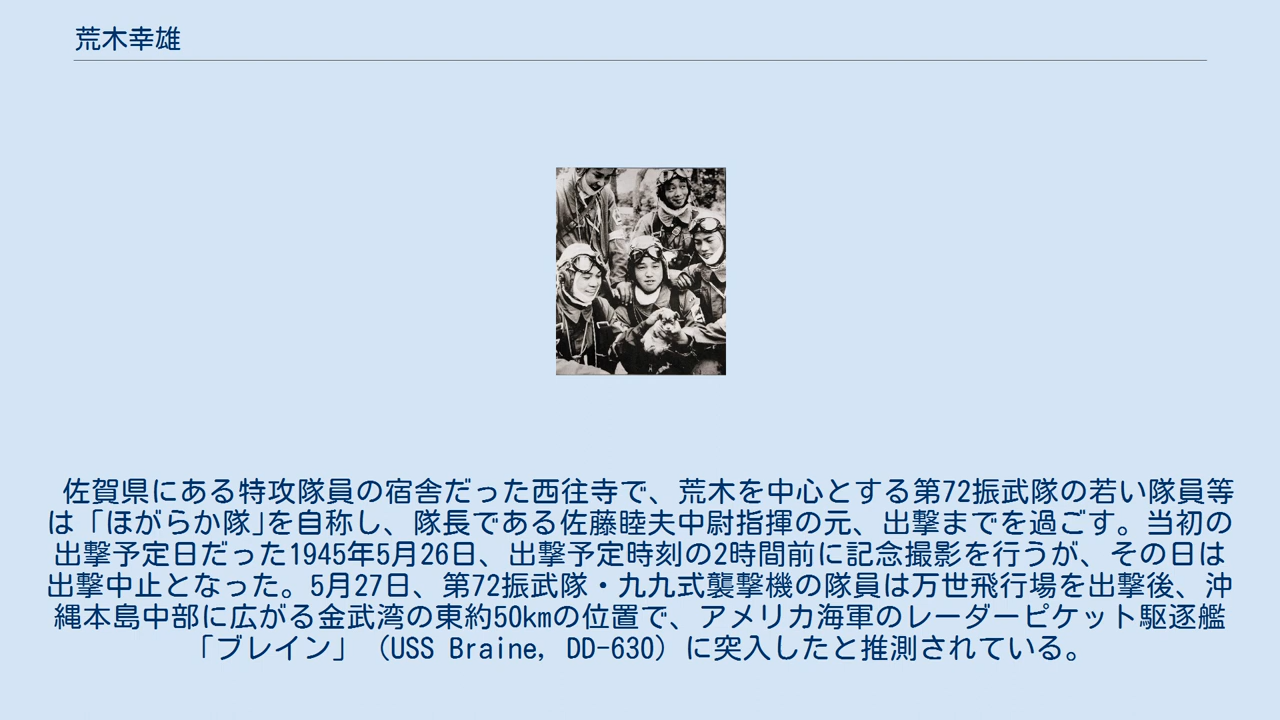 荒木幸雄
佐賀県にある特攻隊員の宿舎だった西往寺で、荒木を中心とする第72振武隊の若い隊員等
は「ほがらか隊｣を自称し、隊長である佐藤睦夫中尉指揮の元、出撃までを過ごす。当初の
出撃予定日だった1945年5月26日、出撃予定時刻の2時間前に記念撮影を行うが、その日は
出撃中止となった。5月27日、第72振武隊・九九式襲撃機の隊員は万世飛行場を出撃後、沖
縄本島中部に広がる金武湾の東約50kmの位置で、アメリカ海軍のレーダーピケット駆逐艦
「ブレイン」（USS Braine, DD-630）に突入したと推測されている。